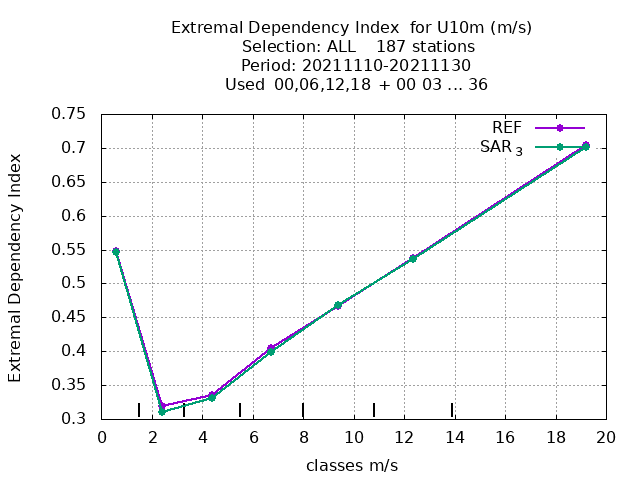 Extremal Dependency Index  for U10m (m/s)
Selection: ALL    187 stations
Period: 20211110-20211130
Used  00,06,12,18  + 00 03 ... 36
REF
SAR 3
0.75
0.7
0.65
0.6
0.55
0.5
0.45
0.4
0.35
0.3
Extremal Dependency Index
0 2 4 6 8 10 12 14 16 18 20
classes m/s